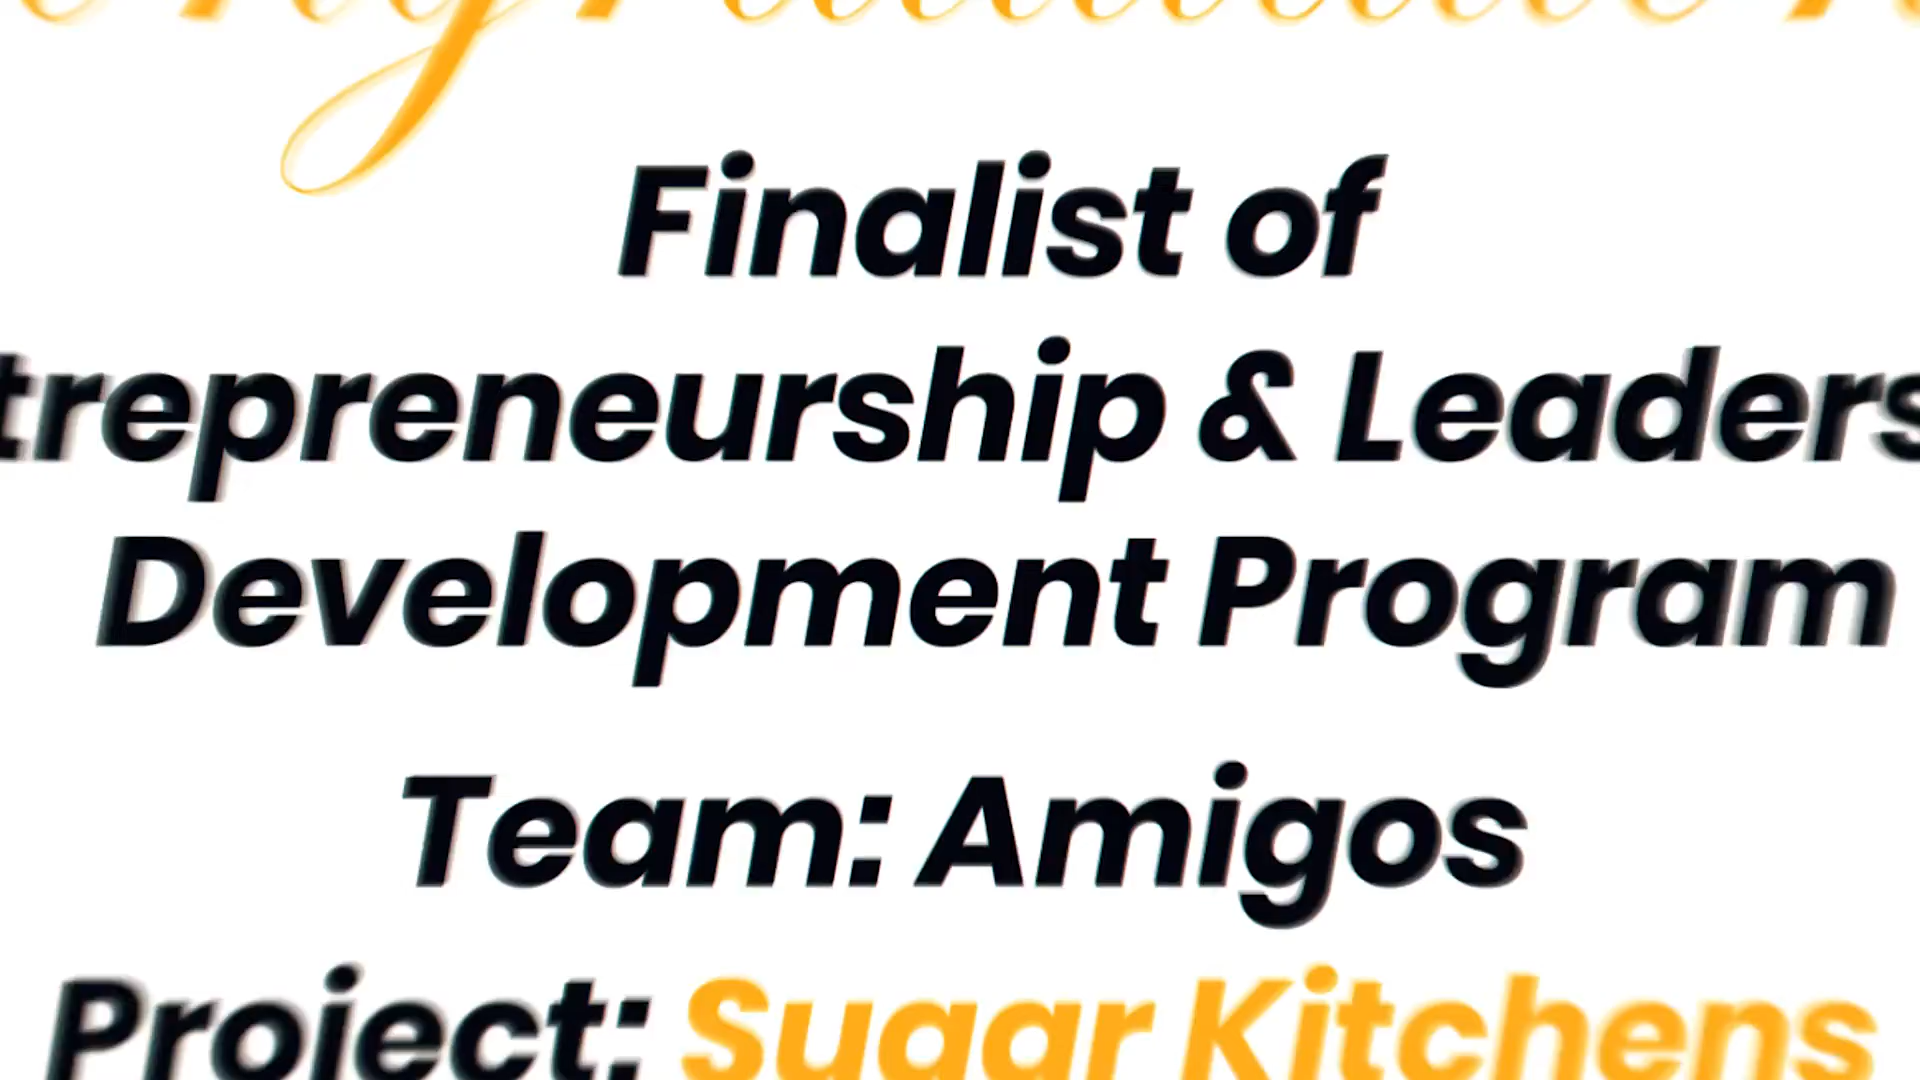 Finalist of
trepreneurship & Leaders
Development Program
Team: Amigos
Project: Sugar Kitchens